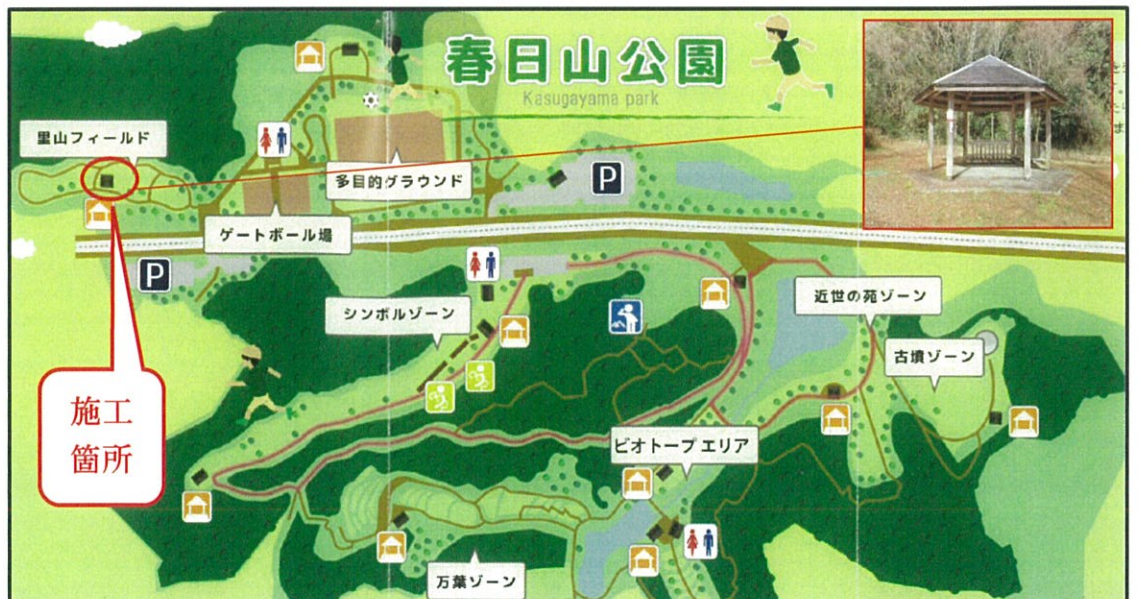 春日山公園
Kasugayama park
里山フィールド
多目的グラウンド
P
ゲートボール場
P
シンボルゾーン
近世の苑ゾーン
古墳ゾーン
施工
箇所
ビオトープエリア
万葉ゾーン